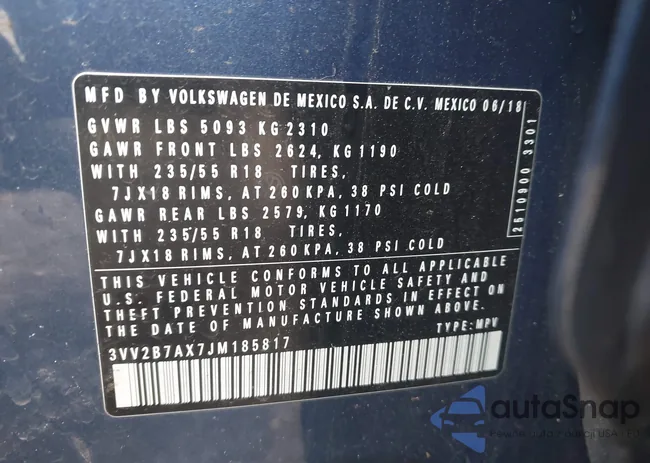 MFD BY VOLKSWAGEN DE MEXICO S.A. DE C.V. MEXICO 06/18
GVWR LBS 5093 KG 2310
GAWR FRONT LBS 2624, KG 1190
WITH 235/55 R18 TIRES,
7JX18 RIMS, AT 260 KPA, 38 PSI COLD
GAWR REAR LBS 2579, KG 1170
WITH 235/55 R18 TIRES,
7JX18 RIMS, AT 260 KPA, 38 PSI COLD
THIS VEHICLE CONFORMS TO ALL APPLICABLE
U.S. FEDERAL MOTOR VEHICLE SAFETY AND
THEFT PREVENTION STANDARDS IN EFFECT ON
THE DATE OF MANUFACTURE SHOWN ABOVE.
TYPE: MPV
3VV2B7AX7JM185817
2510900 3301
autaSnap